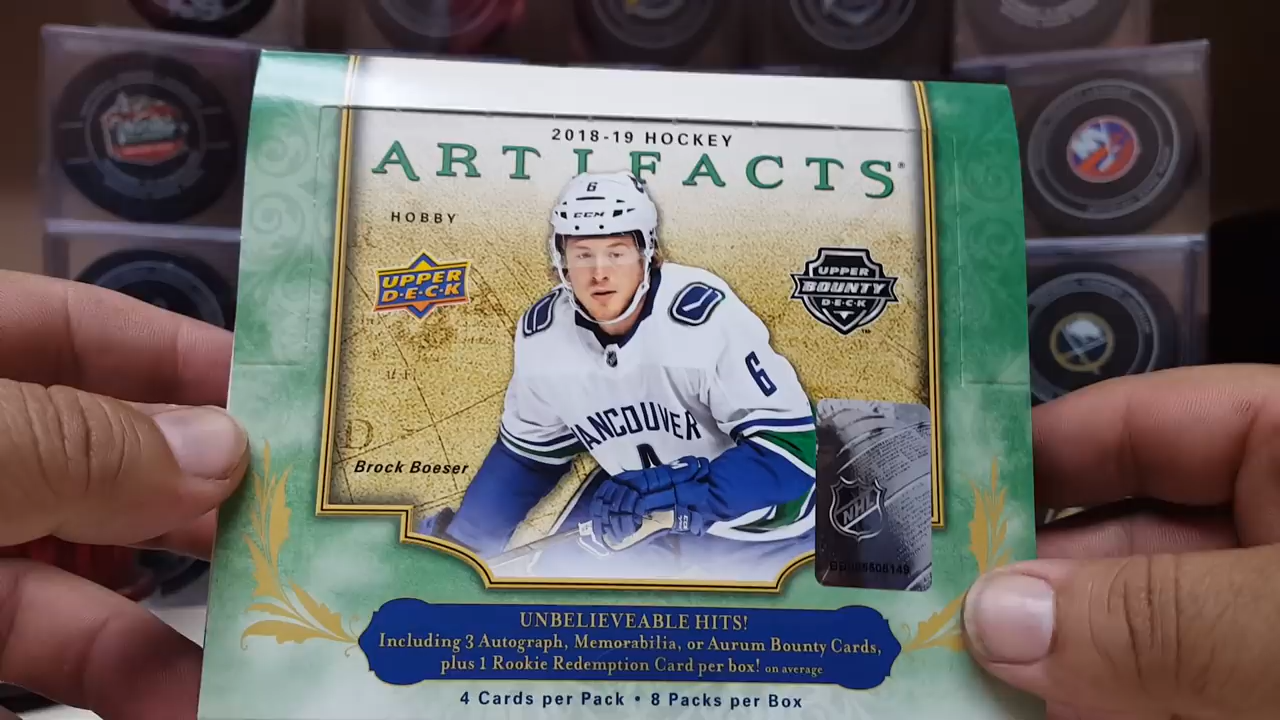 2018-19 HOCKEY
ARTIFACTS®
HOBBY
6
CCM
UPPER
D·E·C·K
UPPER
BOUNTY
DECK
™
6
VANCOUVER
Brock Boeser
NHL
UNBELIEVEABLE HITS!
Including 3 Autograph, Memorabilia, or Aurum Bounty Cards,
plus 1 Rookie Redemption Card per box! on average
4 Cards per Pack • 8 Packs per Box